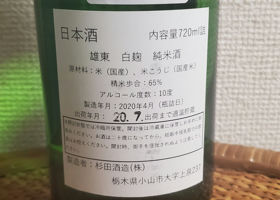 日本酒 内容量720ml詰
雄東 白麹 純米酒
原材料：米（国産）、米こうじ（国産米）
精米歩合：65％
アルコール度数：10度
製造年月：2020年4月（瓶詰日）
出荷年月： 20.7. 出荷まで適温貯蔵
製造者：杉田酒造（株）
栃木県小山市大字上泉237